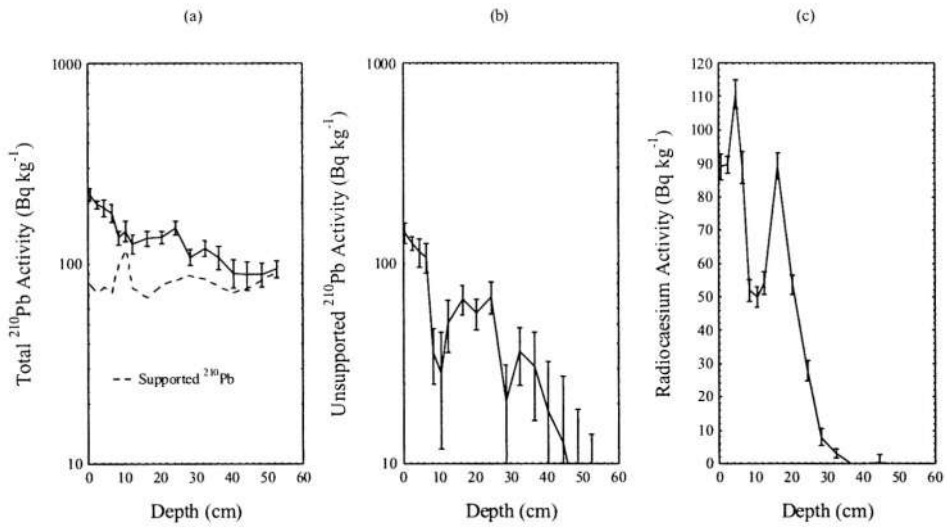 (a)
(b)
(c)
Total ²¹⁰Pb Activity (Bq kg⁻¹)
1000
100
10
0 10 20 30 40 50 60
Depth (cm)
Supported ²¹⁰Pb
Unsupported ²¹⁰Pb Activity (Bq kg⁻¹)
1000
100
10
0 10 20 30 40 50 60
Depth (cm)
Radiocaesium Activity (Bq kg⁻¹)
120
110
100
90
80
70
60
50
40
30
20
10
0
0 10 20 30 40 50 60
Depth (cm)